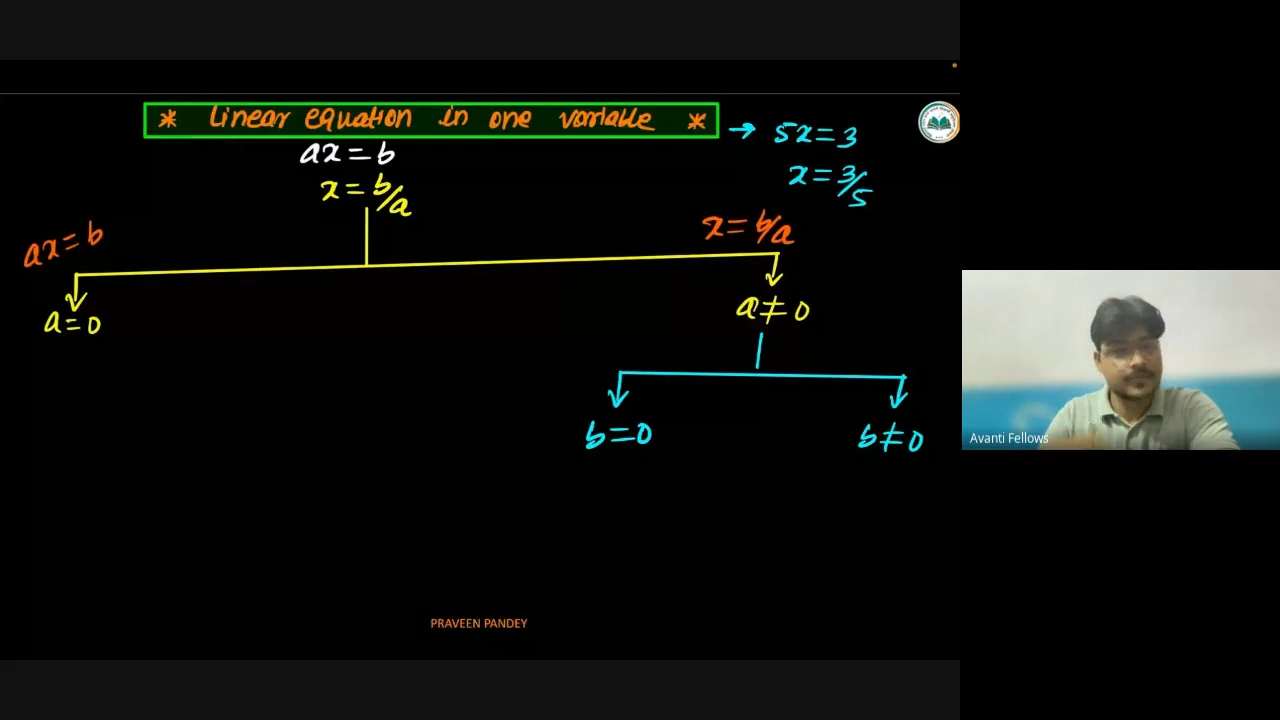 * Linear equation in one variable *
→ 5x = 3
ax = b
x = 3/5
x = b/a
ax = b
x = b/a
a = 0
a ≠ 0
b = 0
b ≠ 0
Avanti Fellows
PRAVEEN PANDEY